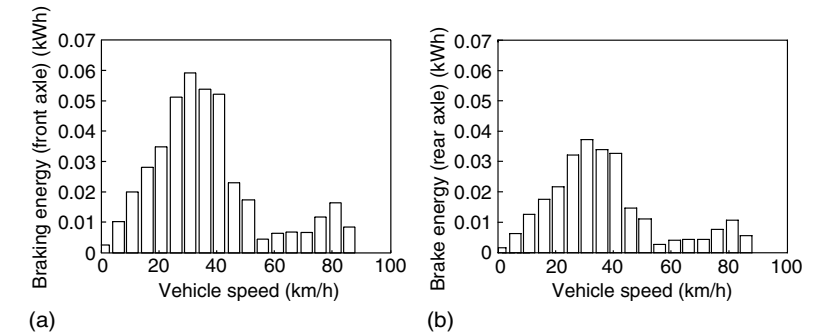 Braking energy (front axle) (kWh)
0.07
0.06
0.05
0.04
0.03
0.02
0.01
0
0 20 40 60 80 100
Vehicle speed (km/h)
(a)
Brake energy (rear axle) (kWh)
0.07
0.06
0.05
0.04
0.03
0.02
0.01
0
0 20 40 60 80 100
Vehicle speed (km/h)
(b)